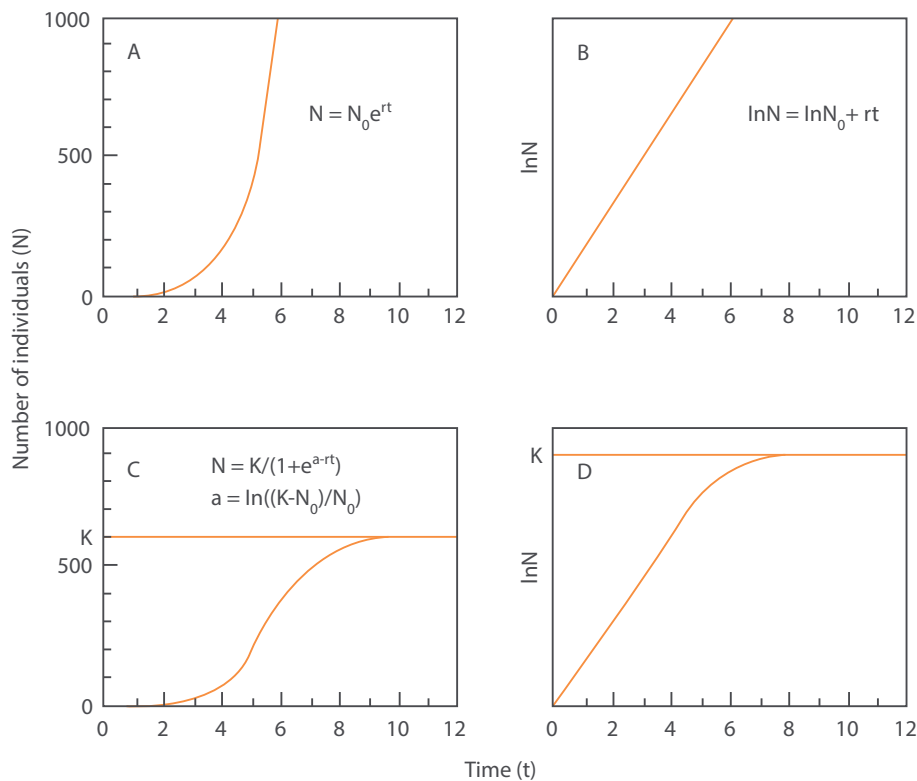 Number of individuals (N)
1000
500
0
A
N = N₀eʳᵗ
0 2 4 6 8 10 12
lnN
B
lnN = lnN₀ + rt
0 2 4 6 8 10 12
1000
K
500
0
C
N = K/(1+eᵃ⁻ʳᵗ)
a = ln((K-N₀)/N₀)
0 2 4 6 8 10 12
K
lnN
D
0 2 4 6 8 10 12
Time (t)